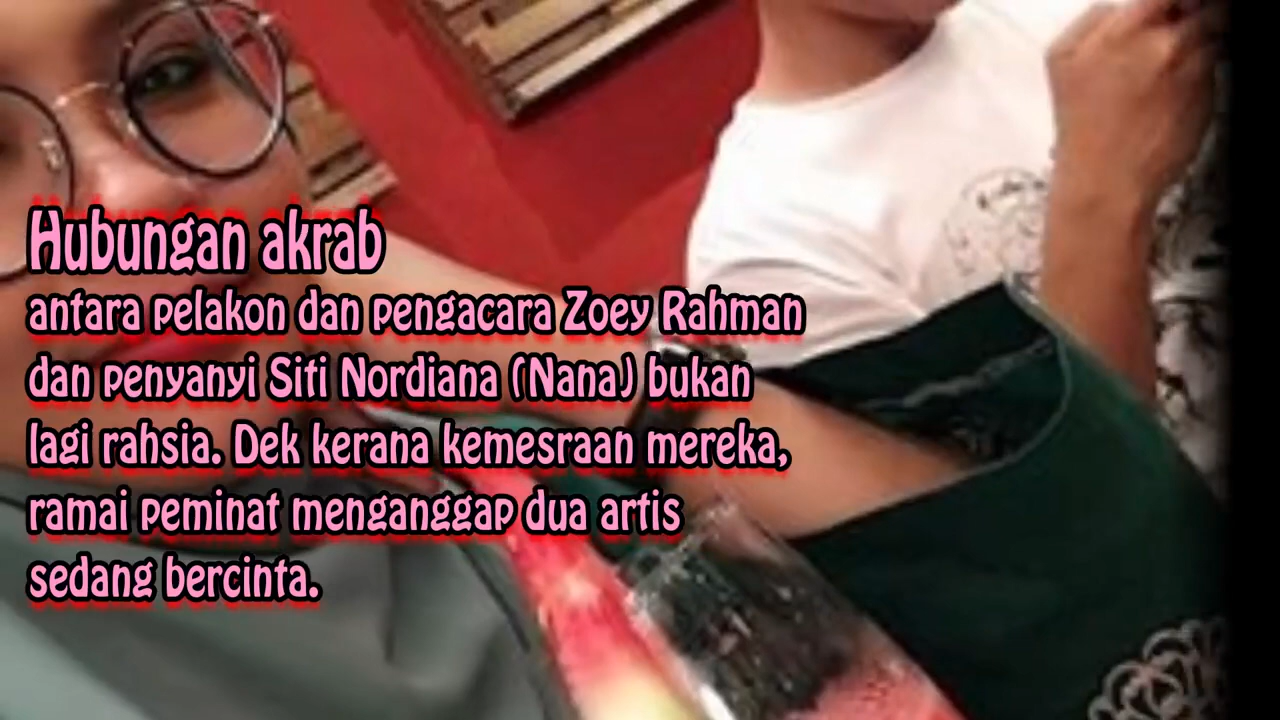 Hubungan akrab
antara pelakon dan pengacara Zoey Rahman
dan penyanyi Siti Nordiana (Nana) bukan
lagi rahsia. Dek kerana kemesraan mereka,
ramai peminat menganggap dua artis
sedang bercinta.